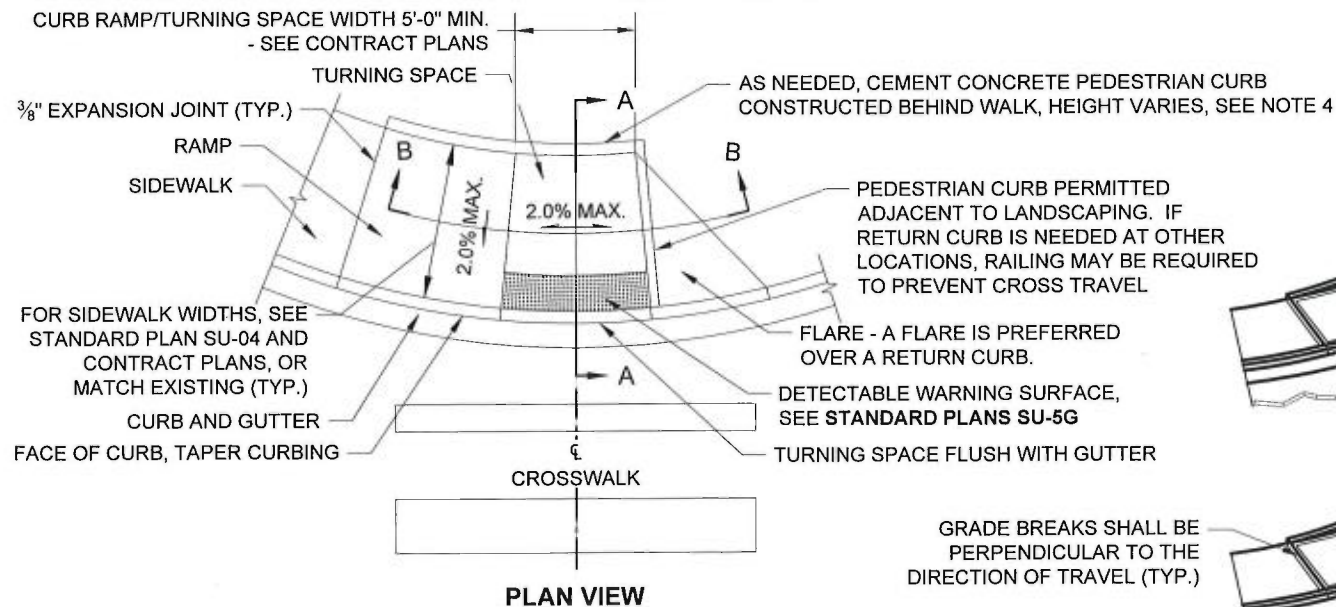 CURB RAMP/TURNING SPACE WIDTH 5'-0" MIN.
- SEE CONTRACT PLANS
TURNING SPACE
⅜" EXPANSION JOINT (TYP.)
RAMP
SIDEWALK
A
AS NEEDED, CEMENT CONCRETE PEDESTRIAN CURB
CONSTRUCTED BEHIND WALK, HEIGHT VARIES, SEE NOTE 4
B
B
2.0% MAX.
2.0% MAX.
PEDESTRIAN CURB PERMITTED
ADJACENT TO LANDSCAPING. IF
RETURN CURB IS NEEDED AT OTHER
LOCATIONS, RAILING MAY BE REQUIRED
TO PREVENT CROSS TRAVEL
FOR SIDEWALK WIDTHS, SEE
STANDARD PLAN SU-04 AND
CONTRACT PLANS, OR
MATCH EXISTING (TYP.)
CURB AND GUTTER
FACE OF CURB, TAPER CURBING
FLARE - A FLARE IS PREFERRED
OVER A RETURN CURB.
A
DETECTABLE WARNING SURFACE,
SEE STANDARD PLANS SU-5G
TURNING SPACE FLUSH WITH GUTTER
℄
CROSSWALK
GRADE BREAKS SHALL BE
PERPENDICULAR TO THE
DIRECTION OF TRAVEL (TYP.)
PLAN VIEW